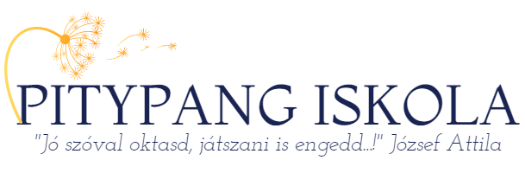 PITYPANG ISKOLA
"Jó szóval oktasd, játszani is engedd...!" József Attila